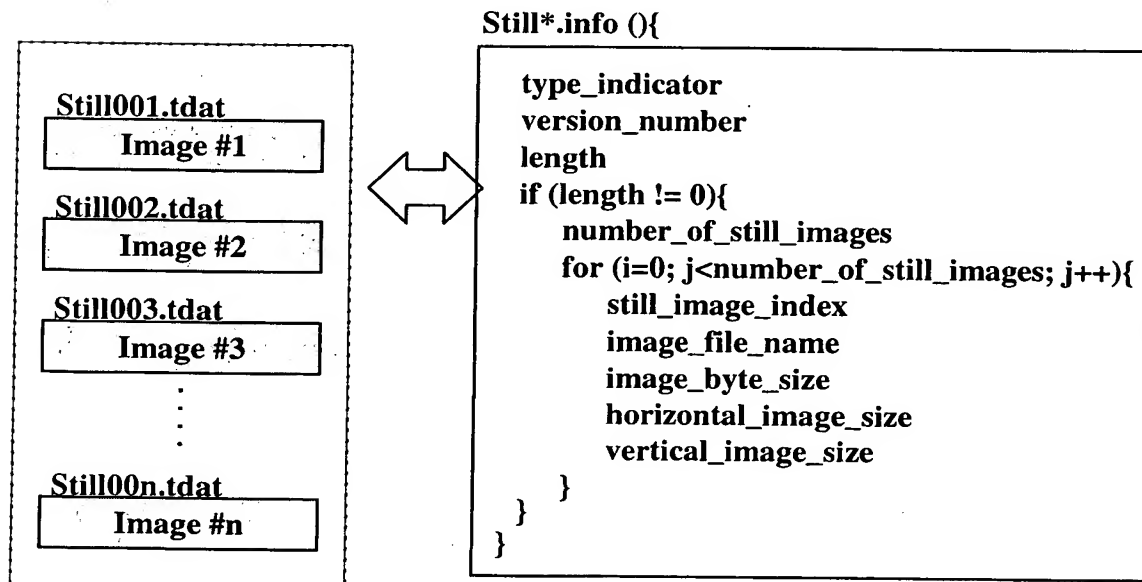 Still001.tdat
Image #1
Still002.tdat
Image #2
Still003.tdat
Image #3
Still00n.tdat
Image #n
Still*.info (){
type_indicator
version_number
length
if (length != 0){
number_of_still_images
for (i=0; j<number_of_still_images; j++){
still_image_index
image_file_name
image_byte_size
horizontal_image_size
vertical_image_size
}
}
}